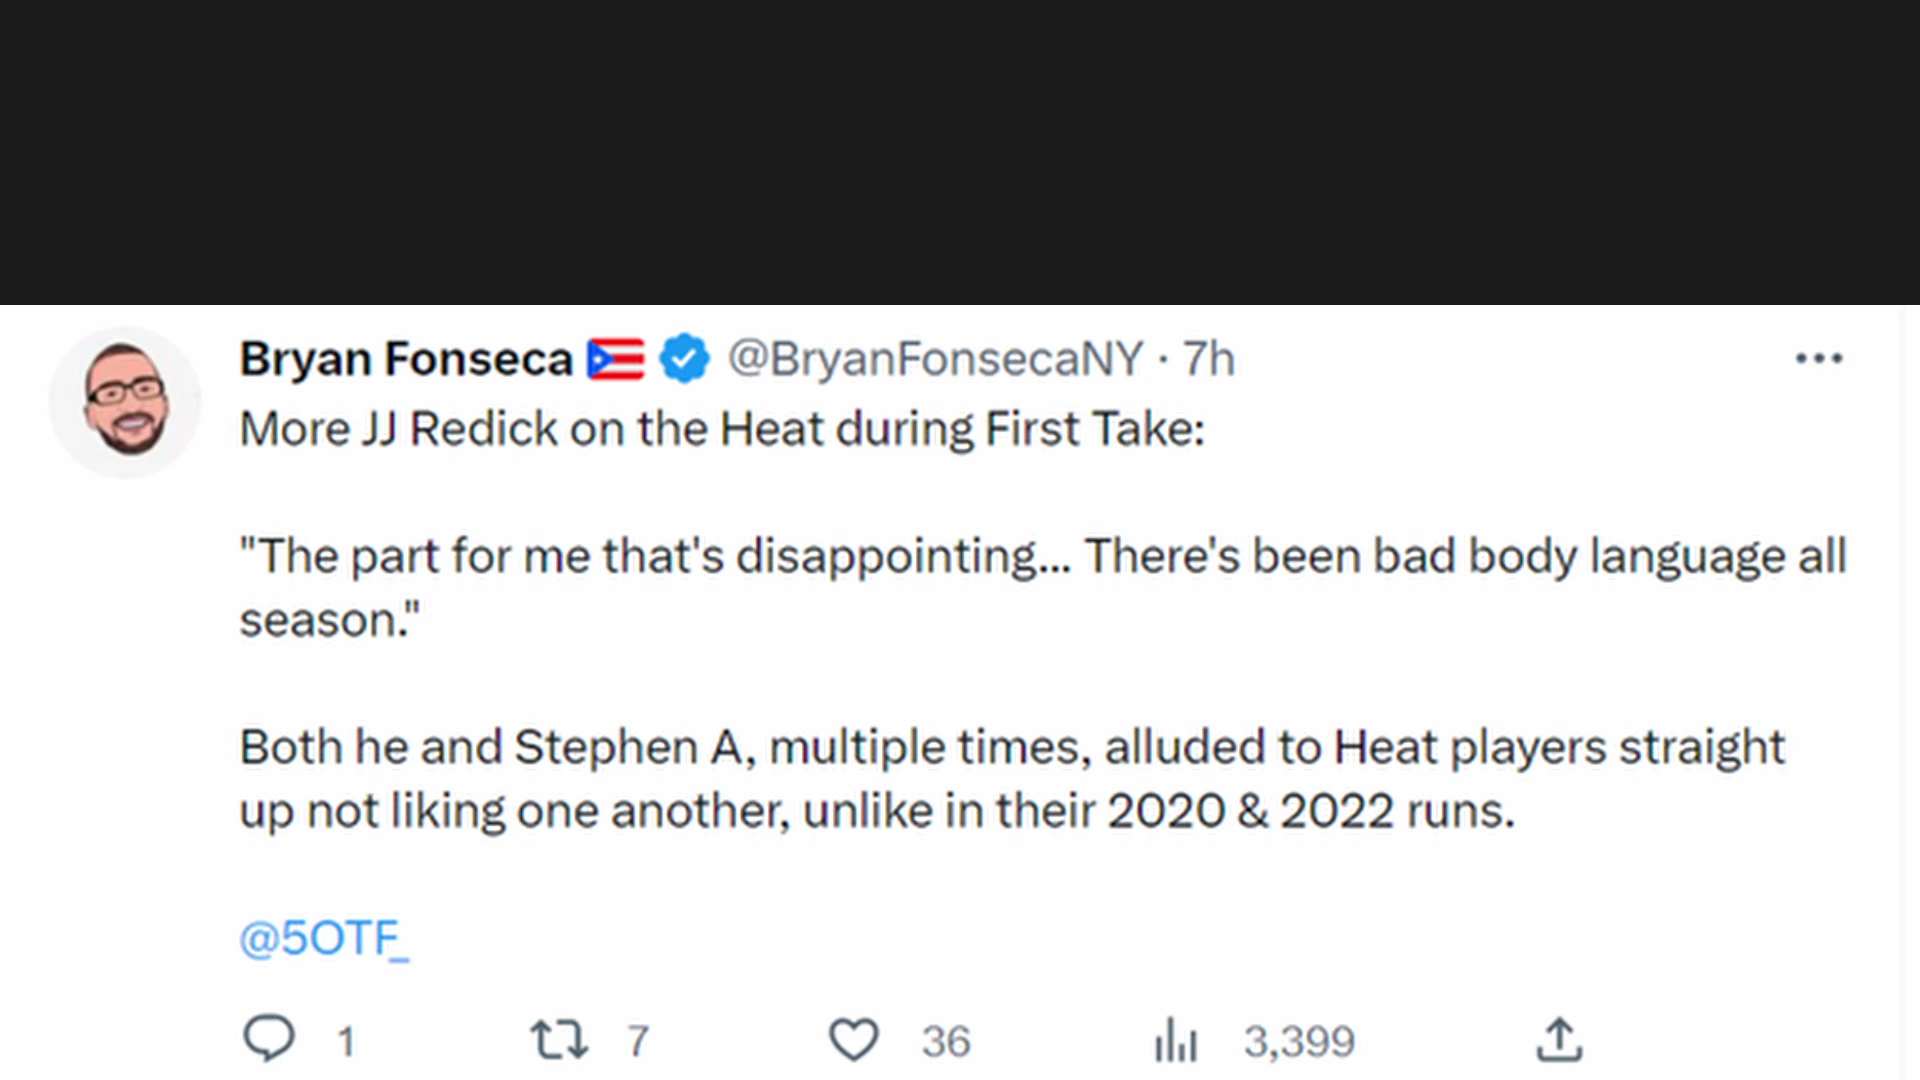 Bryan Fonseca 🇵🇷 @BryanFonsecaNY · 7h
More JJ Redick on the Heat during First Take:
"The part for me that's disappointing... There's been bad body language all
season."
Both he and Stephen A, multiple times, alluded to Heat players straight
up not liking one another, unlike in their 2020 & 2022 runs.
@5OTF_
1 7 36 3,399